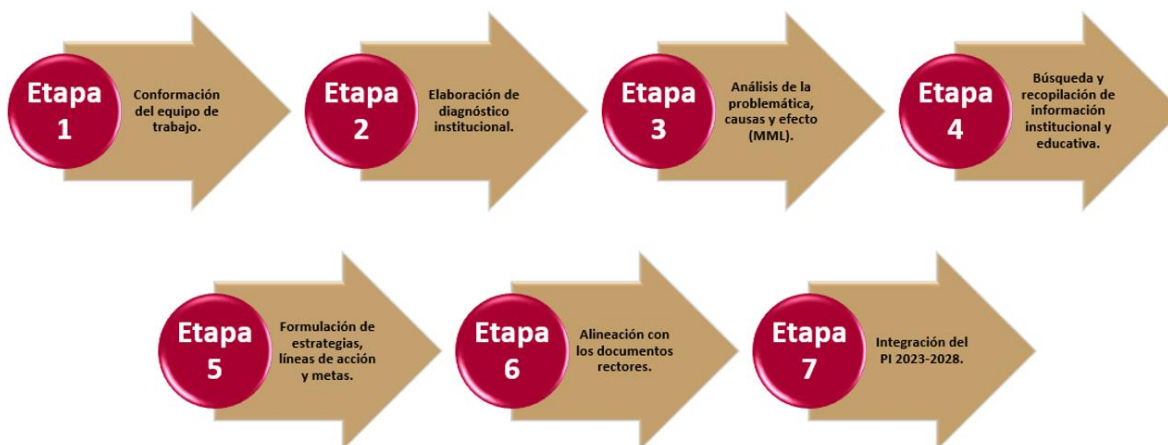 Etapa
1
Conformación
del equipo de
trabajo.
Etapa
2
Elaboración de
diagnóstico
institucional.
Etapa
3
Análisis de la
problemática,
causas y efecto
(MML).
Etapa
4
Búsqueda y
recopilación de
información
institucional y
educativa.
Etapa
5
Formulación de
estrategias,
líneas de acción
y metas.
Etapa
6
Alineación con
los documentos
rectores.
Etapa
7
Integración del
PI 2023-2028.